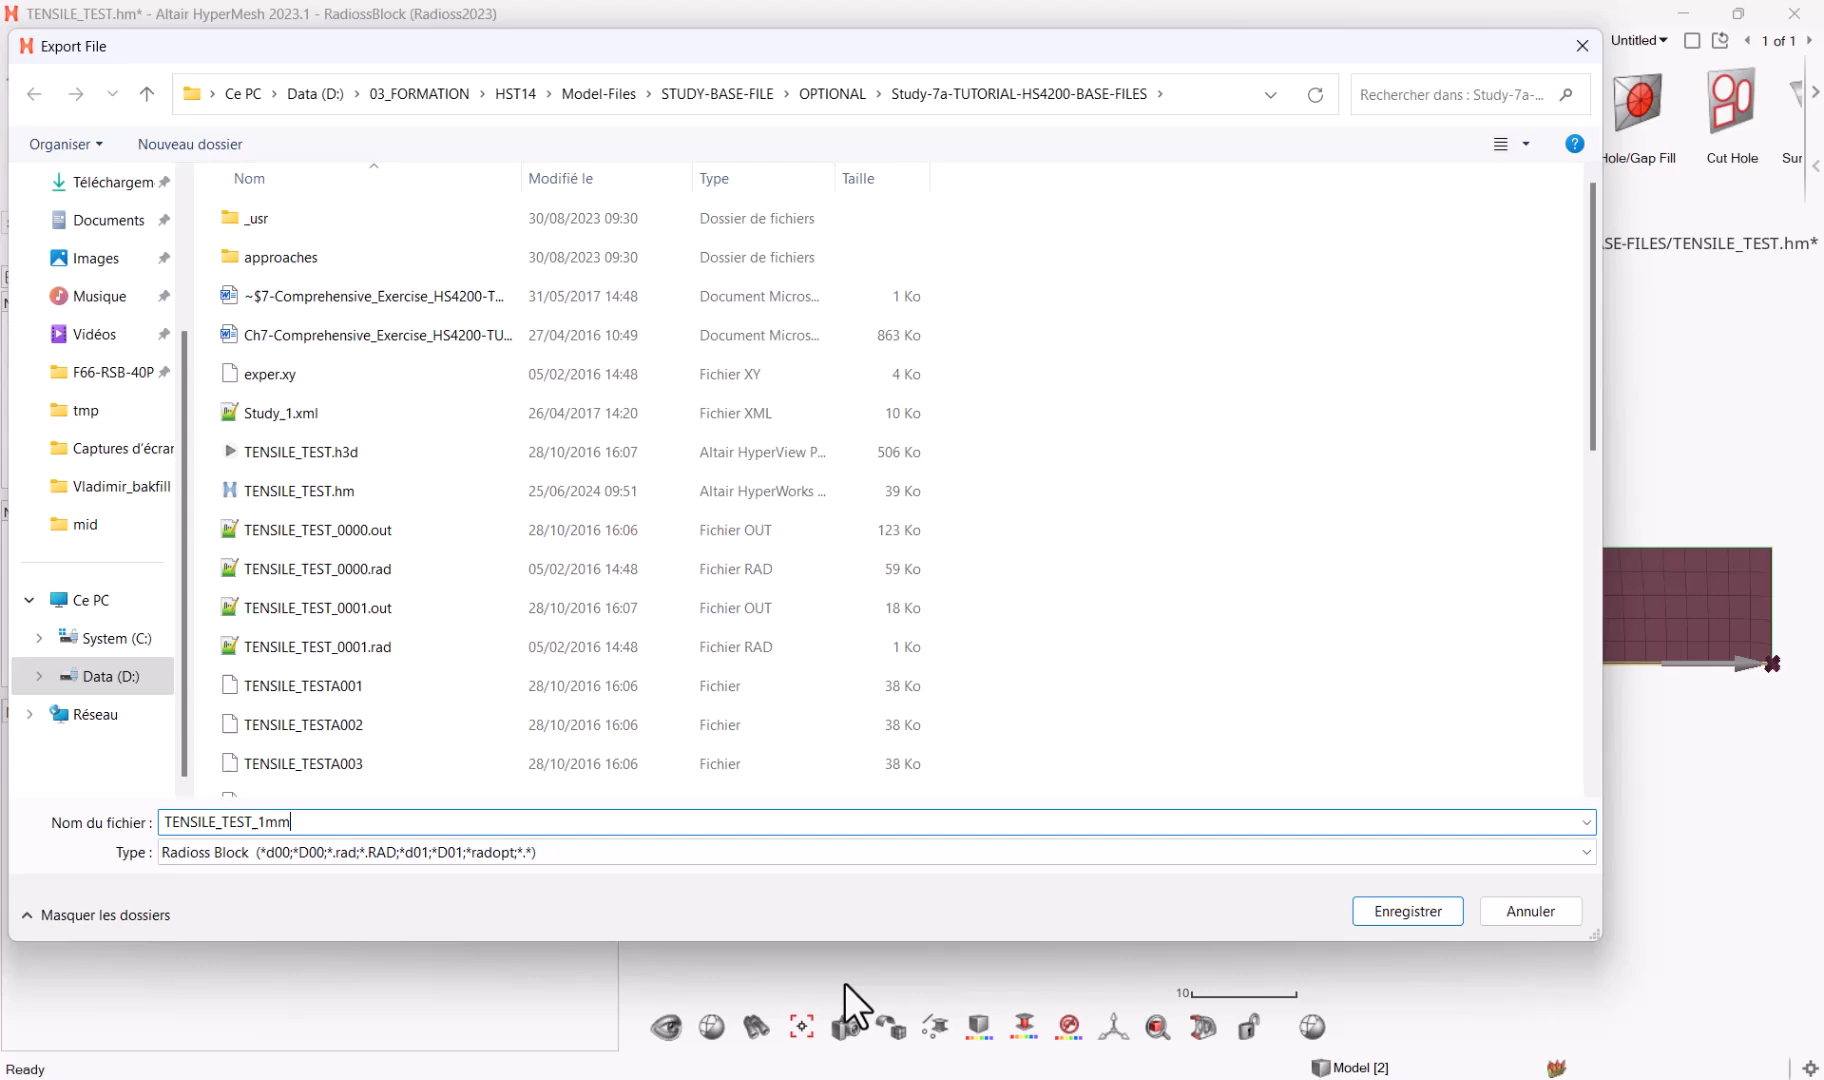 TENSILE_TEST.hm* - Altair HyperMesh 2023.1 - RadiossBlock (Radioss2023)
Export File
Untitled
1 of 1
Ce PC > Data (D:) > 03_FORMATION > HST14 > Model-Files > STUDY-BASE-FILE > OPTIONAL > Study-7a-TUTORIAL-HS4200-BASE-FILES >
Rechercher dans : Study-7a-...
Organiser
Nouveau dossier
ole/Gap Fill
Cut Hole
Sur
Nom
Modifié le
Type
Taille
Téléchargem
Documents
Images
Musique
Vidéos
F66-RSB-40P
tmp
Captures d'écrar
Vladimir_bakfill
mid
Ce PC
System (C:)
Data (D:)
Réseau
_usr 30/08/2023 09:30 Dossier de fichiers
approaches 30/08/2023 09:30 Dossier de fichiers
~$7-Comprehensive_Exercise_HS4200-T... 31/05/2017 14:48 Document Micros... 1 Ko
Ch7-Comprehensive_Exercise_HS4200-TU... 27/04/2016 10:49 Document Micros... 863 Ko
exper.xy 05/02/2016 14:48 Fichier XY 4 Ko
Study_1.xml 26/04/2017 14:20 Fichier XML 10 Ko
TENSILE_TEST.h3d 28/10/2016 16:07 Altair HyperView P... 506 Ko
TENSILE_TEST.hm 25/06/2024 09:51 Altair HyperWorks ... 39 Ko
TENSILE_TEST_0000.out 28/10/2016 16:06 Fichier OUT 123 Ko
TENSILE_TEST_0000.rad 05/02/2016 14:48 Fichier RAD 59 Ko
TENSILE_TEST_0001.out 28/10/2016 16:07 Fichier OUT 18 Ko
TENSILE_TEST_0001.rad 05/02/2016 14:48 Fichier RAD 1 Ko
TENSILE_TESTA001 28/10/2016 16:06 Fichier 38 Ko
TENSILE_TESTA002 28/10/2016 16:06 Fichier 38 Ko
TENSILE_TESTA003 28/10/2016 16:06 Fichier 38 Ko
SE-FILES/TENSILE_TEST.hm*
Nom du fichier : TENSILE_TEST_1mm
Type : Radioss Block (*d00;*D00;*.rad;*.RAD;*d01;*D01;*radopt;*.*)
Masquer les dossiers
Enregistrer
Annuler
10
Ready
Model [2]